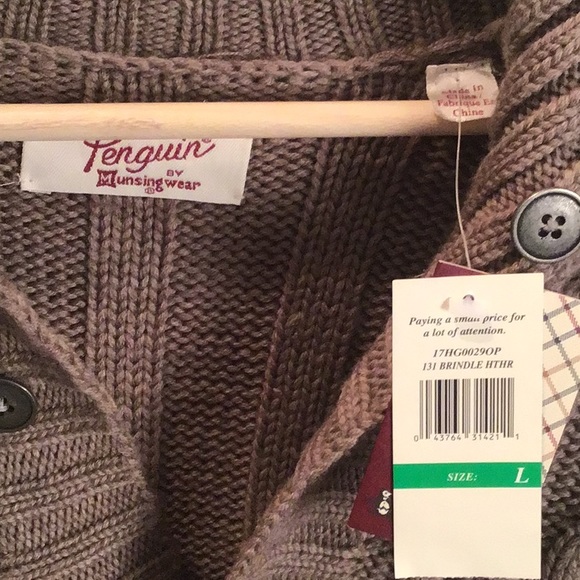 Penguin®
BY
Munsingwear
®
Made in
China /
Fabriqué En
Chine
Paying a small price for
a lot of attention.
17HG0029OP
131 BRINDLE HTHR
0 43764 31421 1
SIZE: L